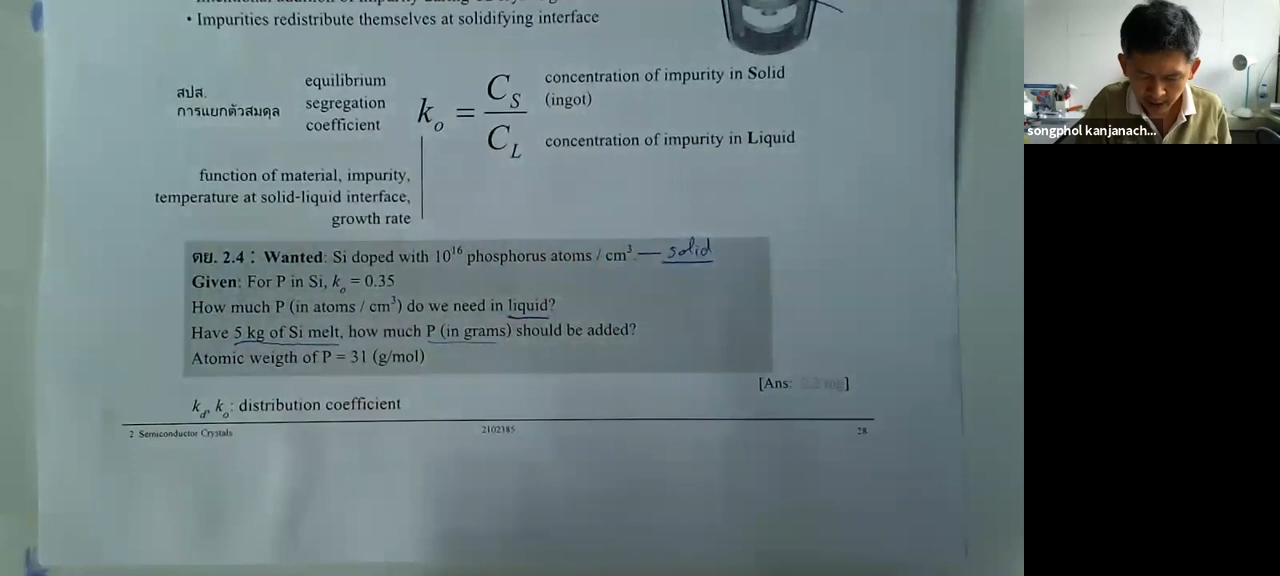 • Impurities redistribute themselves at solidifying interface
สปส.
การแยกตัวสมดุล
equilibrium
segregation
coefficient
k_o = C_S / C_L
concentration of impurity in Solid
(ingot)
concentration of impurity in Liquid
function of material, impurity,
temperature at solid-liquid interface,
growth rate
ตย. 2.4 : Wanted: Si doped with 10^16 phosphorus atoms / cm^3 — solid
Given: For P in Si, k_o = 0.35
How much P (in atoms / cm^3) do we need in liquid?
Have 5 kg of Si melt, how much P (in grams) should be added?
Atomic weigth of P = 31 (g/mol)
[Ans: mg]
k_d, k_o: distribution coefficient
2 Semiconductor Crystals
2102385
28
songphol kanjanach...